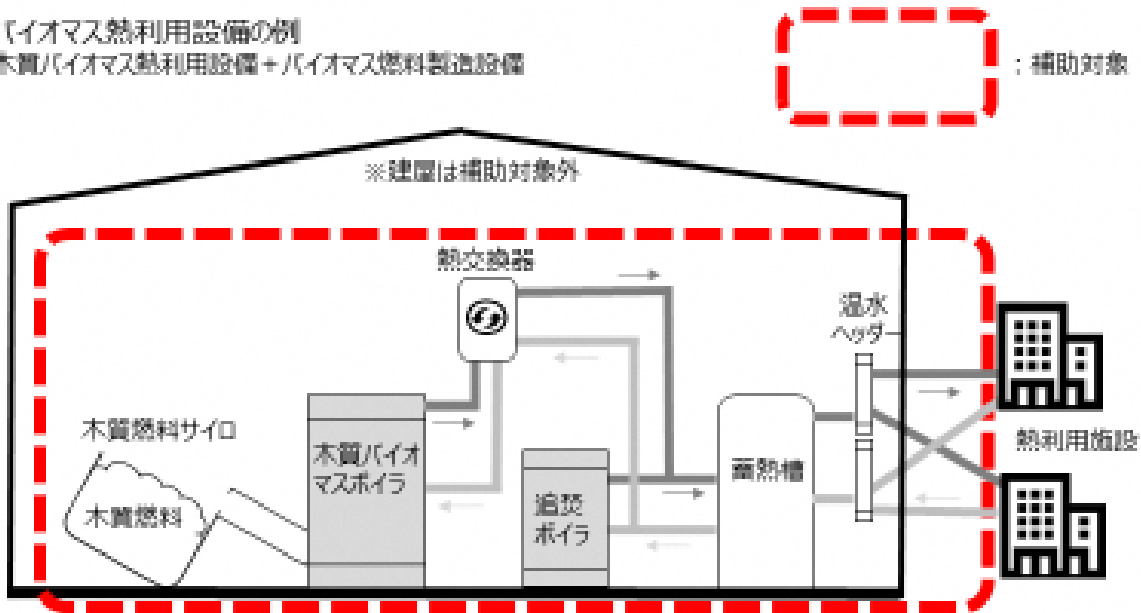 バイオマス熱利用設備の例
木質バイオマス熱利用設備+バイオマス燃料製造設備
:補助対象
※建屋は補助対象外
熱交換器
温水
ヘッダー
木質燃料サイロ
木質バイオ
マスボイラ
木質燃料
追焚
ボイラ
蓄熱槽
熱利用施設